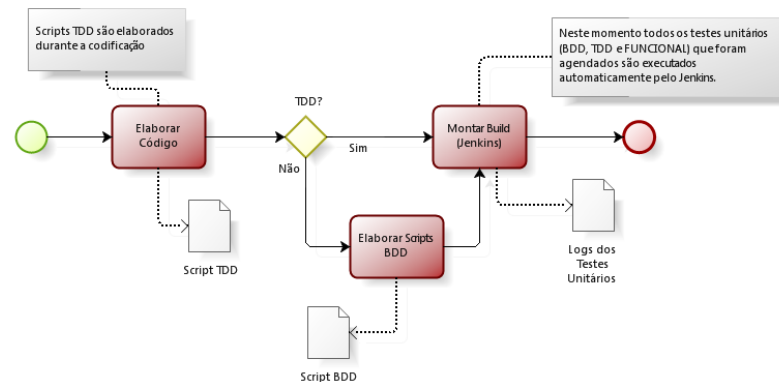 Scripts TDD são elaborados
durante a codificação
Neste momento todos os testes unitários
(BDD, TDD e FUNCIONAL) que foram
agendados são executados
automaticamente pelo Jenkins.
TDD?
Elaborar
Código
Montar Build
(Jenkins)
Sim
Não
Elaborar Scripts
BDD
Script TDD
Logs dos
Testes
Unitários
Script BDD